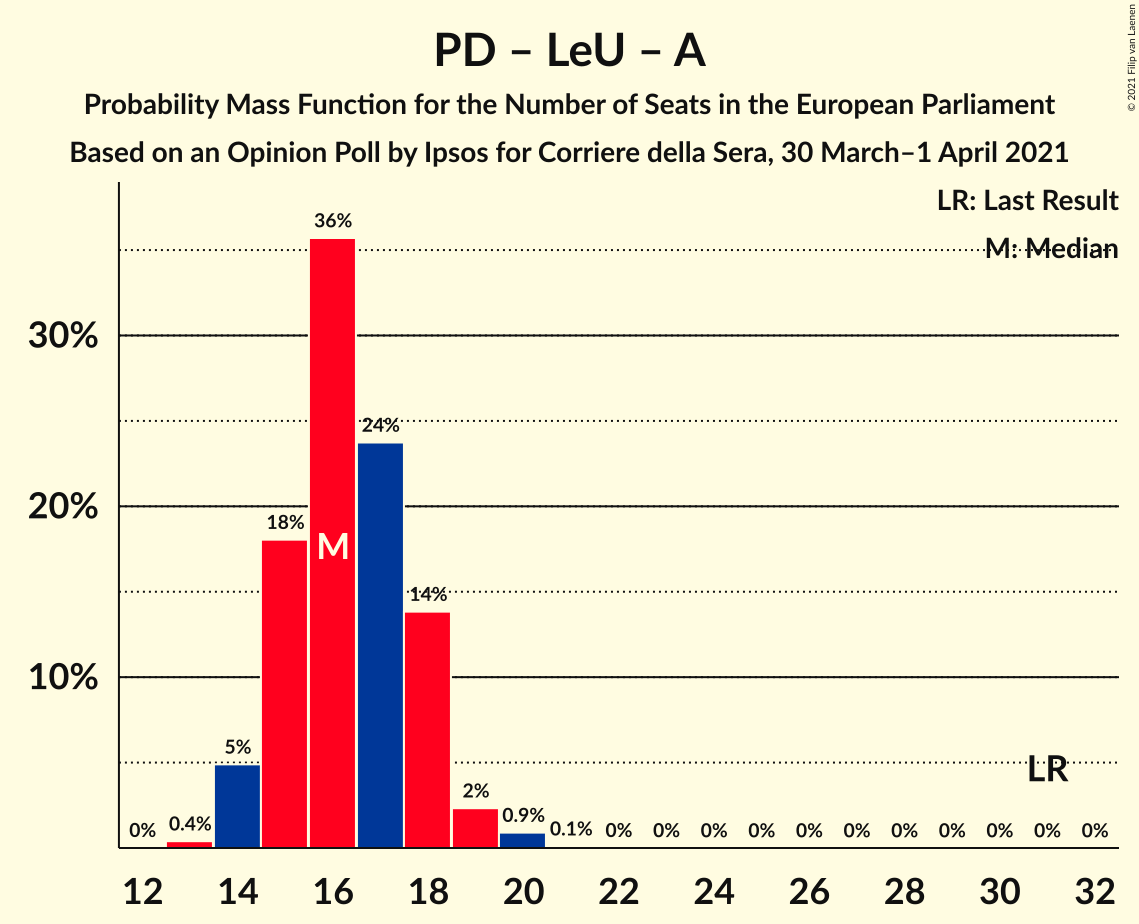 PD – LeU – A
Probability Mass Function for the Number of Seats in the European Parliament
Based on an Opinion Poll by Ipsos for Corriere della Sera, 30 March–1 April 2021
© 2021 Filip van Laenen
LR: Last Result
M: Median
36%
30%
24%
20%
18%
M
14%
10%
5%
LR
2%
0% 0.4% 0.9% 0.1% 0% 0% 0% 0% 0% 0% 0% 0% 0% 0% 0%
12 14 16 18 20 22 24 26 28 30 32